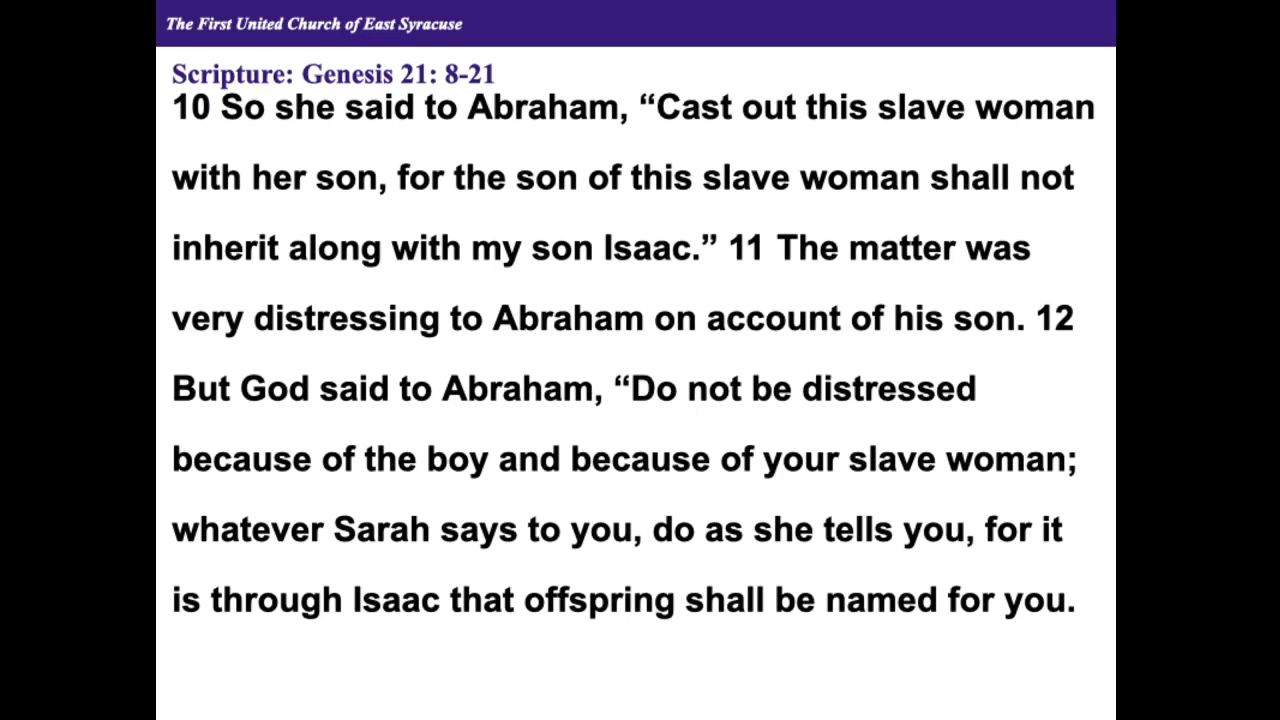 The First United Church of East Syracuse
Scripture: Genesis 21: 8-21
10 So she said to Abraham, “Cast out this slave woman
with her son, for the son of this slave woman shall not
inherit along with my son Isaac.” 11 The matter was
very distressing to Abraham on account of his son. 12
But God said to Abraham, “Do not be distressed
because of the boy and because of your slave woman;
whatever Sarah says to you, do as she tells you, for it
is through Isaac that offspring shall be named for you.